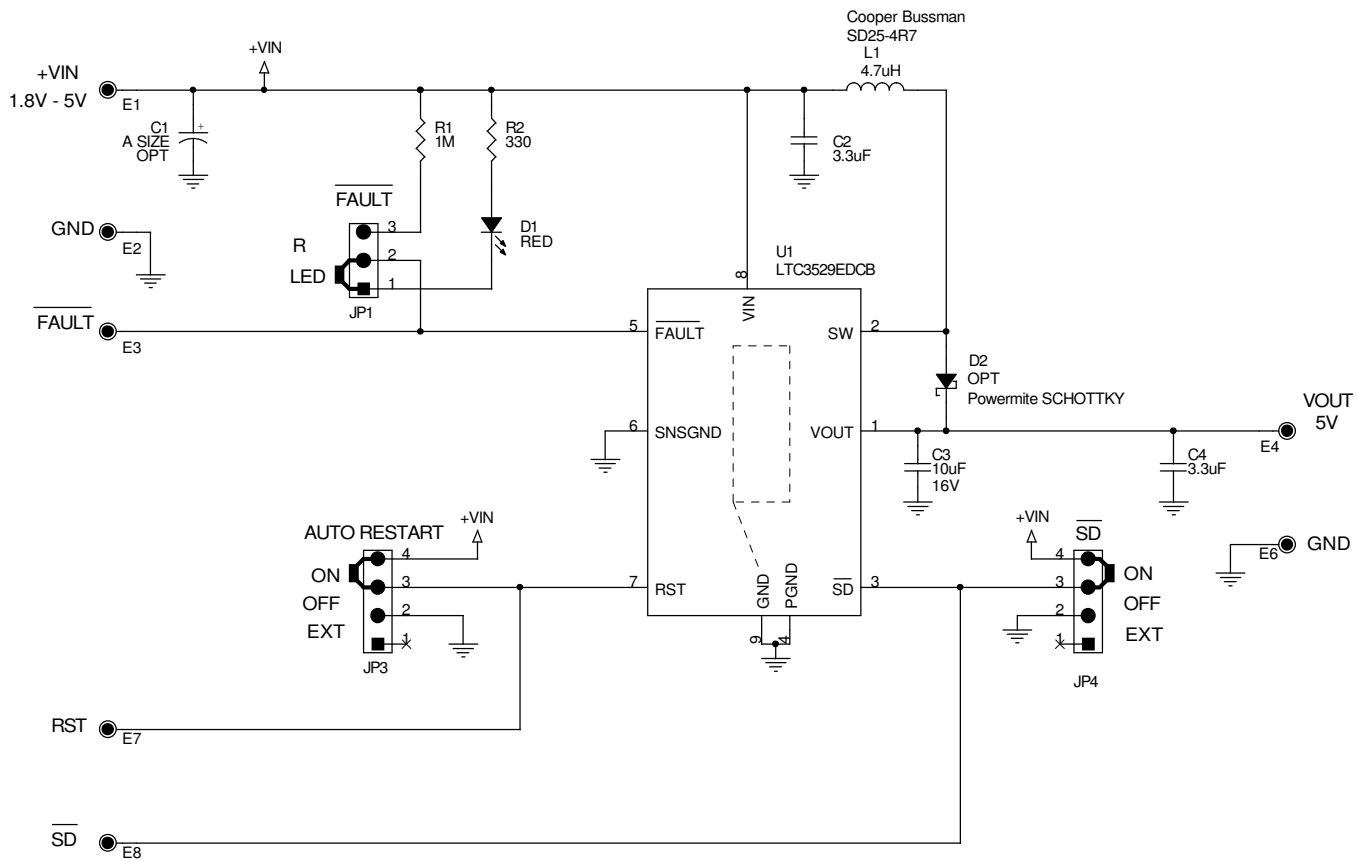 Cooper Bussman
SD25-4R7
L1
4.7uH
+VIN
+VIN
1.8V - 5V
E1
C1
A SIZE
OPT
+
R1
1M
R2
330
C2
3.3uF
FAULT
GND
E2
3
R
2
LED
1
JP1
D1
RED
U1
LTC3529EDCB
8
VIN
FAULT
E3
5
FAULT
SW
2
D2
OPT
Powermite SCHOTTKY
6
SNSGND
VOUT
1
VOUT
5V
E4
C3
10uF
16V
C4
3.3uF
AUTO RESTART
+VIN
4
ON
3
OFF
2
EXT
1
JP3
7
RST
GND
PGND
SD
3
9
4
+VIN
SD
4
ON
3
OFF
2
EXT
1
JP4
E6
GND
RST
E7
SD
E8